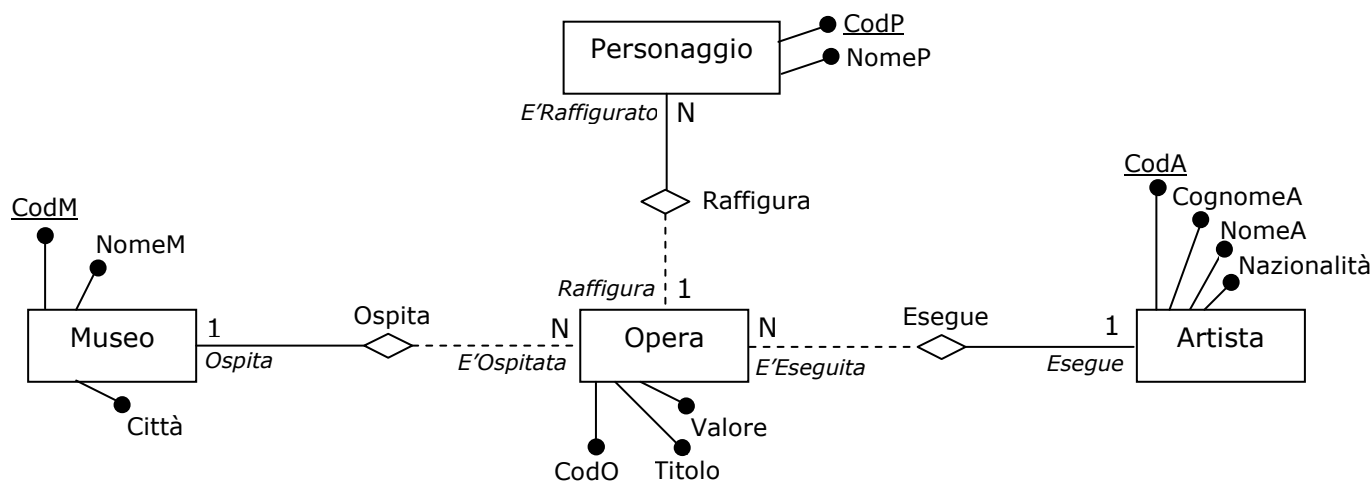 CodP
Personaggio
NomeP
E'Raffigurato
N
CodA
Raffigura
CognomeA
CodM
NomeA
NomeM
Nazionalità
Raffigura
1
Ospita
Esegue
Museo
1
N
Opera
N
1
Artista
Ospita
E'Ospitata
E'Eseguita
Esegue
Città
Valore
CodO
Titolo